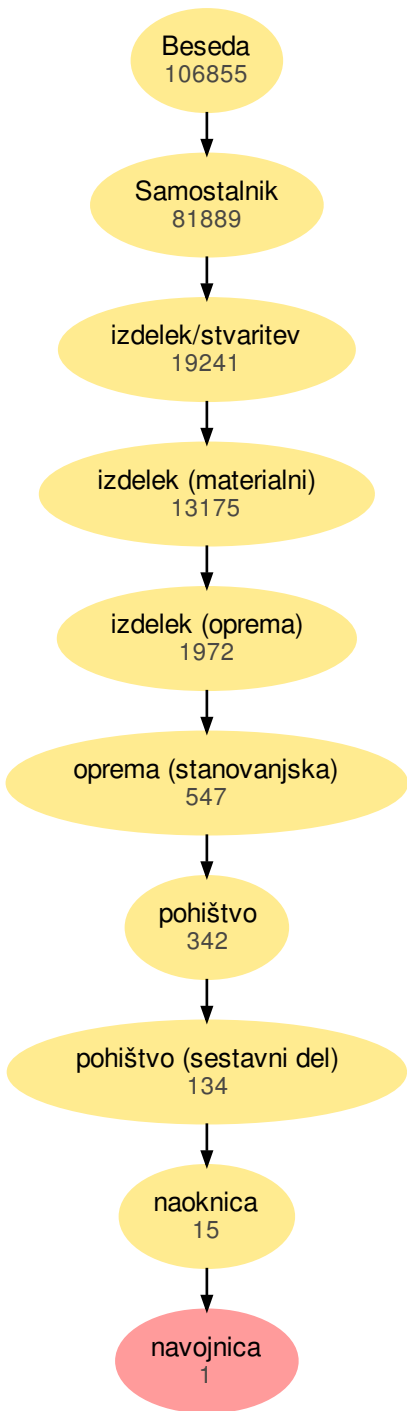 Beseda
106855
Samostalnik
81889
izdelek/stvaritev
19241
izdelek (materialni)
13175
izdelek (oprema)
1972
oprema (stanovanjska)
547
pohištvo
342
pohištvo (sestavni del)
134
naoknica
15
navojnica
1